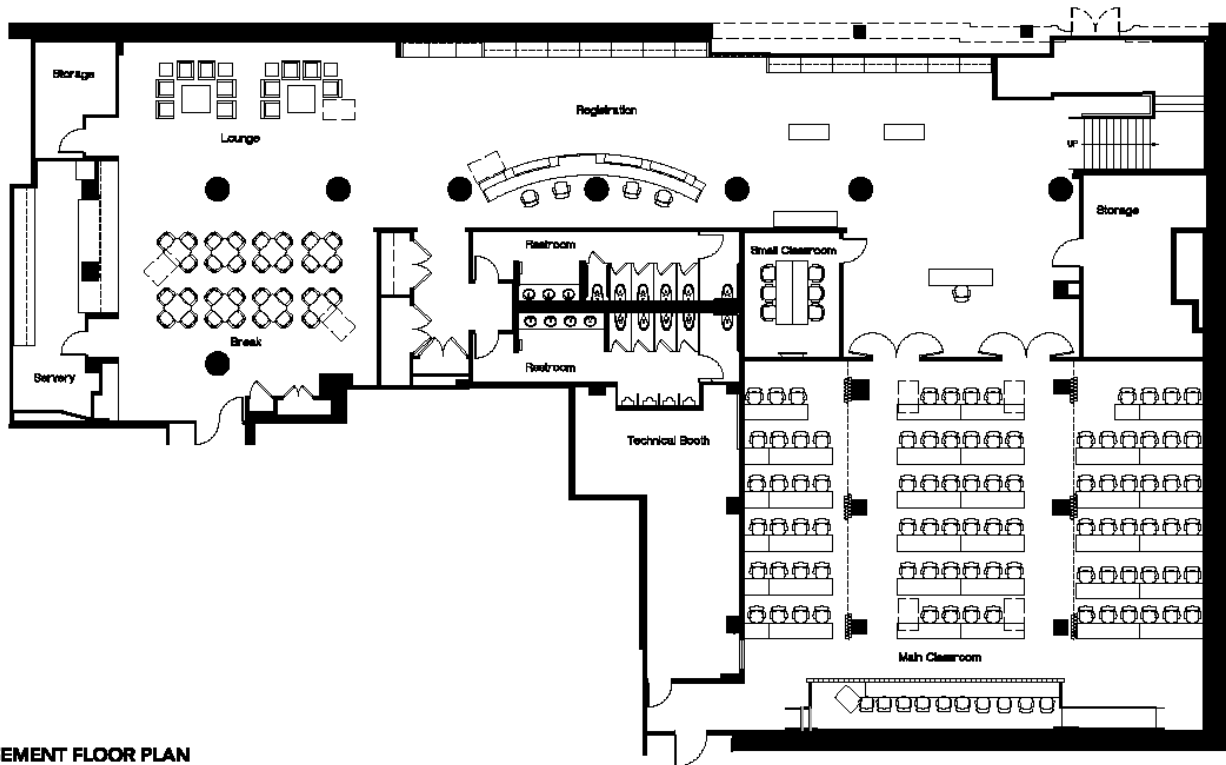 Storage
Registration
Lounge
UP
Storage
Restroom
Small Classroom
Break
Restroom
Servery
Technical Booth
Main Classroom
EMENT FLOOR PLAN